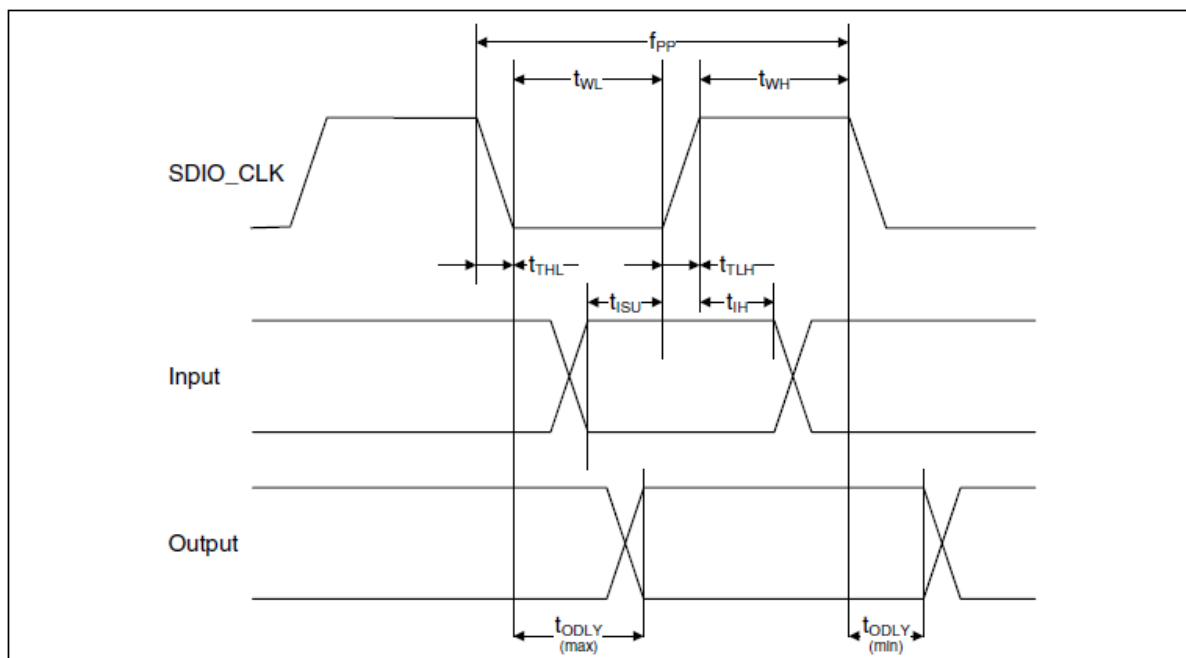 fPP
tWL
tWH
SDIO_CLK
tTHL
tTLH
tISU
tIH
Input
Output
tODLY
(max)
tODLY
(min)